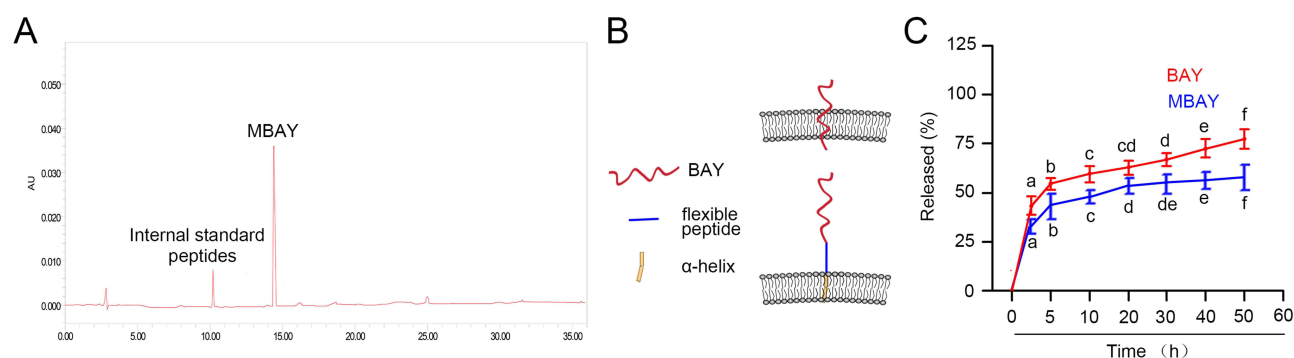 A
AU
0.050
0.040
0.030
0.020
0.010
0.000
MBAY
Internal standard
peptides
0.00
5.00
10.00
15.00
20.00
25.00
30.00
35.00
B
BAY
flexible
peptide
α-helix
C
Released (%)
125
100
75
50
25
0
BAY
MBAY
a
b
c
cd
d
e
f
a
b
c
d
de
e
f
0
5
10
20
30
40
50
60
Time (h)